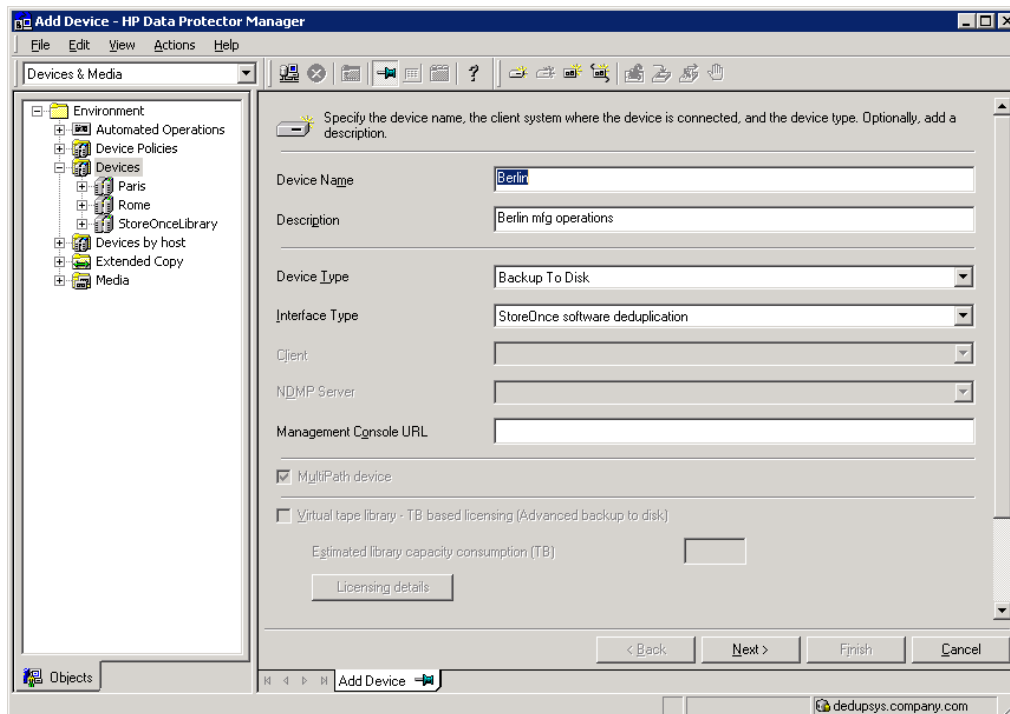 Add Device - HP Data Protector Manager
File Edit View Actions Help
Devices & Media
Environment
Automated Operations
Device Policies
Devices
Paris
Rome
StoreOnceLibrary
Devices by host
Extended Copy
Media
Objects
Specify the device name, the client system where the device is connected, and the device type. Optionally, add a
description.
Device Name
Berlin
Description
Berlin mfg operations
Device Type
Backup To Disk
Interface Type
StoreOnce software deduplication
Client
NDMP Server
Management Console URL
MultiPath device
Virtual tape library - TB based licensing (Advanced backup to disk)
Estimated library capacity consumption (TB)
Licensing details
< Back Next > Finish Cancel
Add Device
dedupsys.company.com